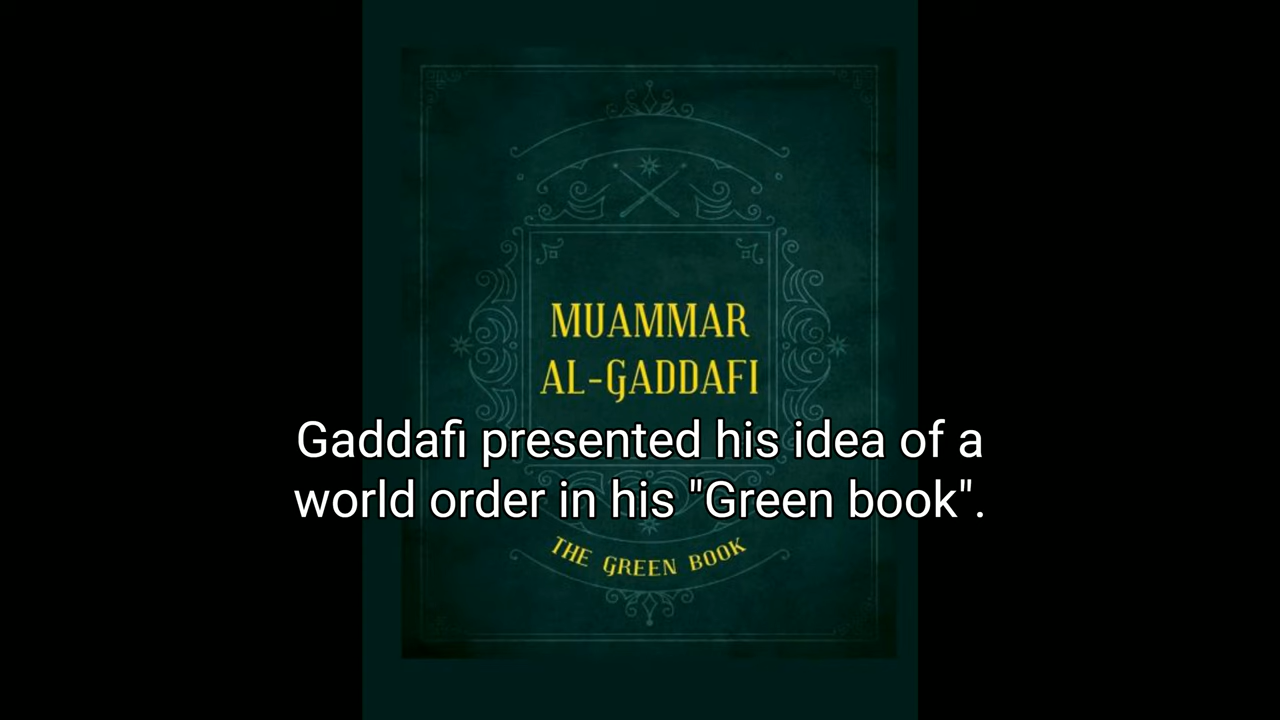 MUAMMAR
AL-GADDAFI
Gaddafi presented his idea of a
world order in his "Green book".
THE GREEN BOOK